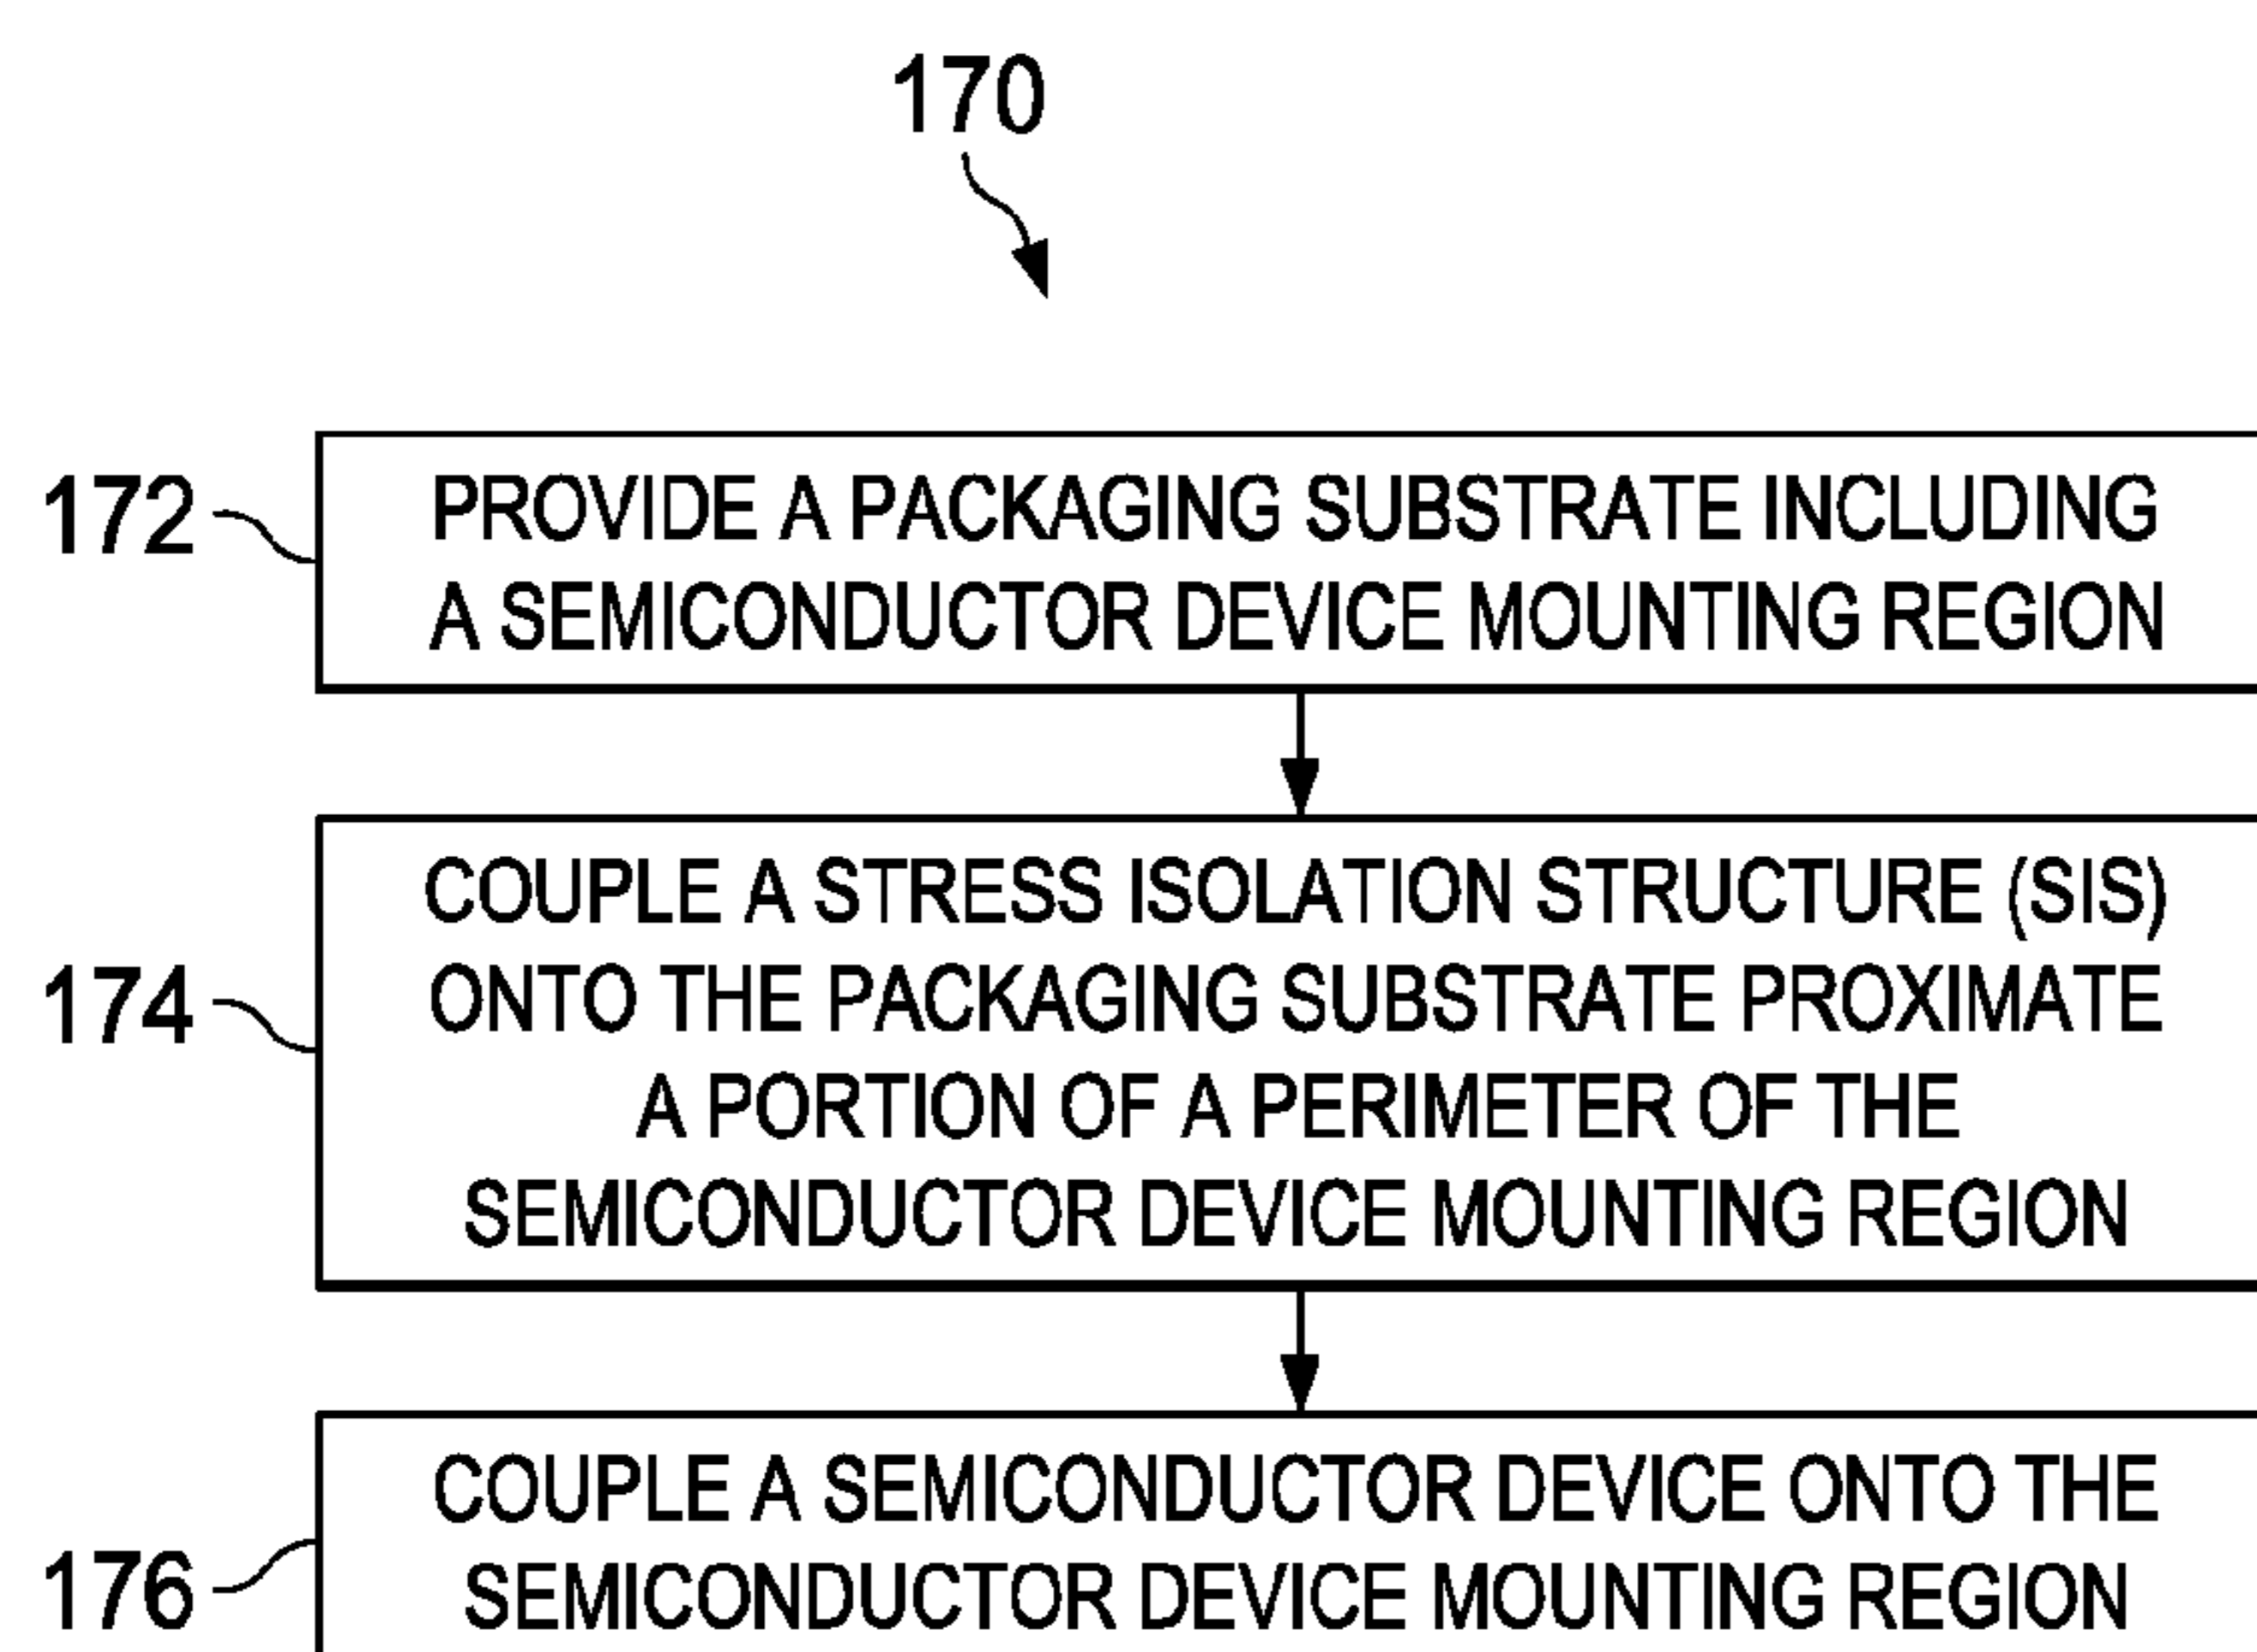 170
172
PROVIDE A PACKAGING SUBSTRATE INCLUDING
A SEMICONDUCTOR DEVICE MOUNTING REGION
174
COUPLE A STRESS ISOLATION STRUCTURE (SIS)
ONTO THE PACKAGING SUBSTRATE PROXIMATE
A PORTION OF A PERIMETER OF THE
SEMICONDUCTOR DEVICE MOUNTING REGION
176
COUPLE A SEMICONDUCTOR DEVICE ONTO THE
SEMICONDUCTOR DEVICE MOUNTING REGION